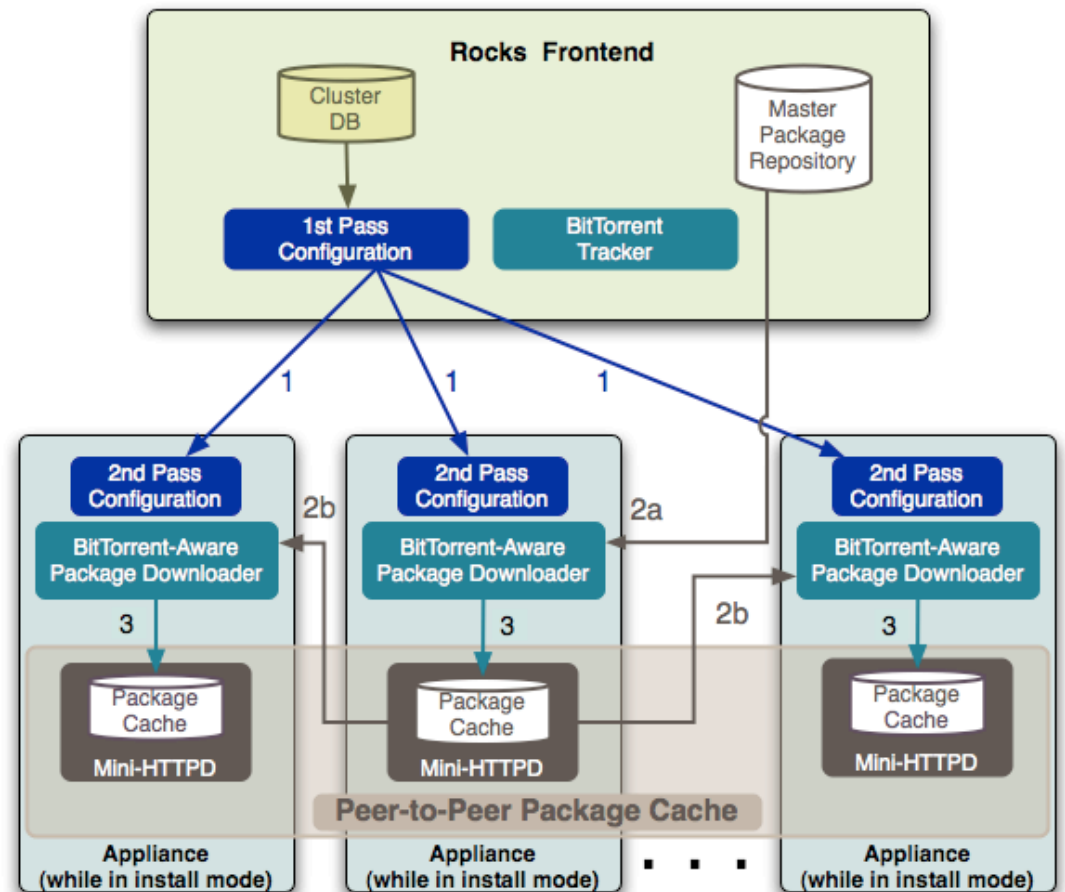 Rocks Frontend
Cluster
DB
Master
Package
Repository
1st Pass
Configuration
BitTorrent
Tracker
1
1
1
2nd Pass
Configuration
2nd Pass
Configuration
2nd Pass
Configuration
2b
2a
BitTorrent-Aware
Package Downloader
BitTorrent-Aware
Package Downloader
BitTorrent-Aware
Package Downloader
2b
3
3
3
Package
Cache
Mini-HTTPD
Package
Cache
Mini-HTTPD
Package
Cache
Mini-HTTPD
Peer-to-Peer Package Cache
Appliance
(while in install mode)
Appliance
(while in install mode)
. . .
Appliance
(while in install mode)